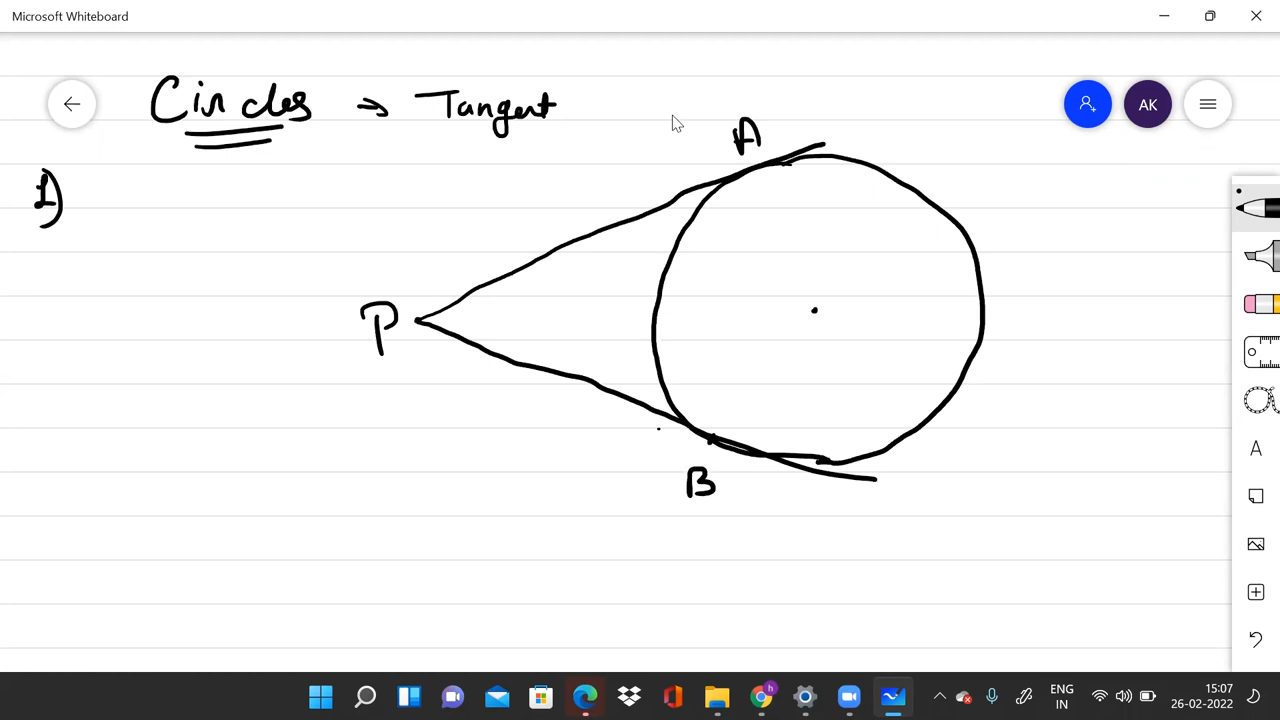 Microsoft Whiteboard
Circles → Tangent
AK
1)
A
P
B
A
ENG
IN
15:07
26-02-2022